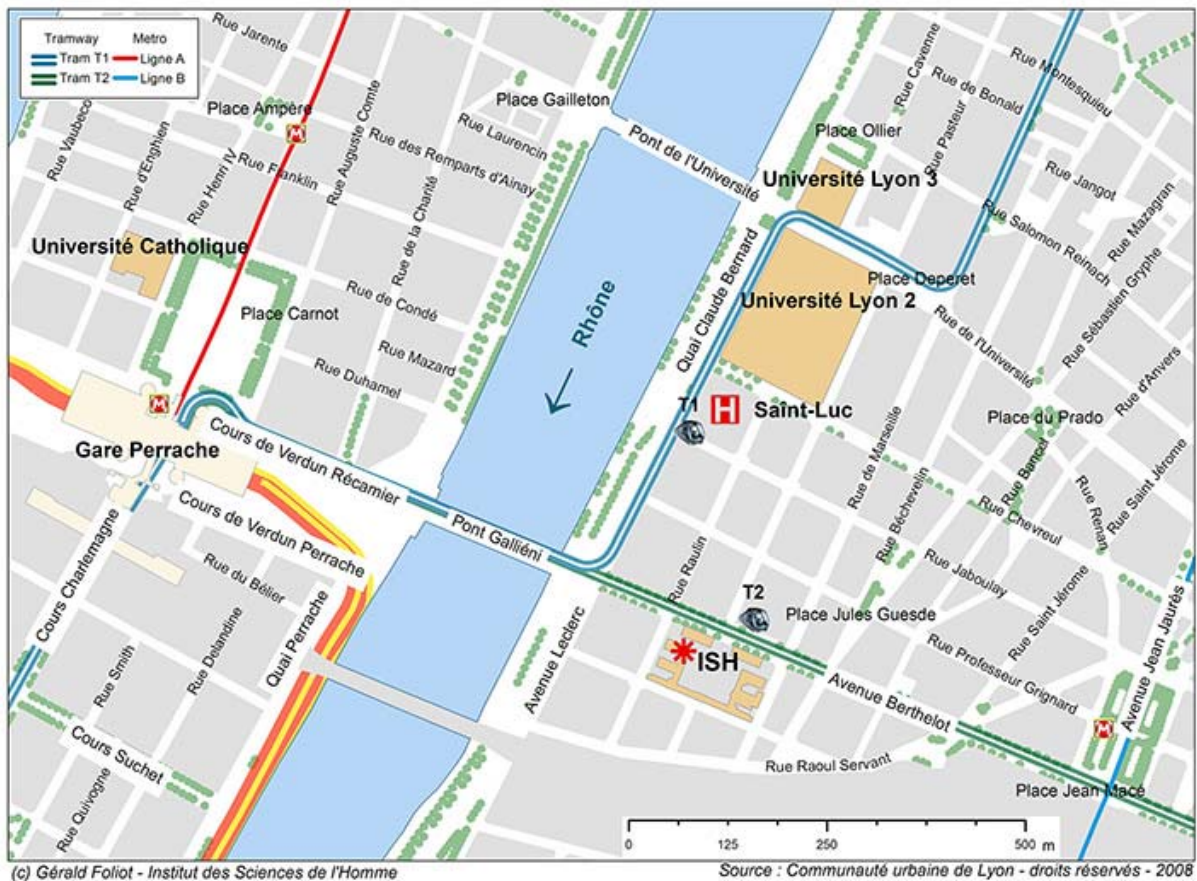 Tramway Metro
Tram T1 Ligne A
Tram T2 Ligne B
Rue Jarente
Rue Vaubeco
Rue d'Enghien
Place Ampère
M
Rue Henri IV
Rue Franklin
Rue Auguste Comte
Rue des Remparts d'Ainay
Rue de la Charité
Rue Laurencin
Place Gailleton
Pont de l'Université
Place Ollier
Rue Cavenne
Rue de Bonald
Rue Montesquieu
Rue Pasteur
Université Lyon 3
Rue Jangot
Rue Mazagran
Rue Salomon Reinach
Rue Sébastien Gryphe
Université Catholique
Place Carnot
Rue de Condé
Rue Mazard
Rue Duhamel
Rhône
Quai Claude Bernard
Université Lyon 2
Place Deperet
Rue de l'Université
Rue d'Anvers
M
Gare Perrache
Cours de Verdun Récamier
Cours de Verdun Perrache
T1
H
Saint-Luc
Place du Prado
Rue de Marseille
Rue Bancel
Rue Béchevelin
Rue Chevreul
Rue Renan
Rue Saint Jérome
Cours Charlemagne
Rue du Bélier
Pont Galliéni
Rue Raulin
Rue Jaboulay
T2
Place Jules Guesde
Rue Saint Jérome
Avenue Jean Jaurès
Rue Smith
Rue Delandine
Quai Perrache
Avenue Leclerc
ISH
Rue Professeur Grignard
Avenue Berthelot
M
Cours Suchet
Rue Quivogne
Rue Raoul Servant
Place Jean Macé
0 125 250 500 m
(c) Gérald Foliot - Institut des Sciences de l'Homme
Source : Communauté urbaine de Lyon - droits réservés - 2008